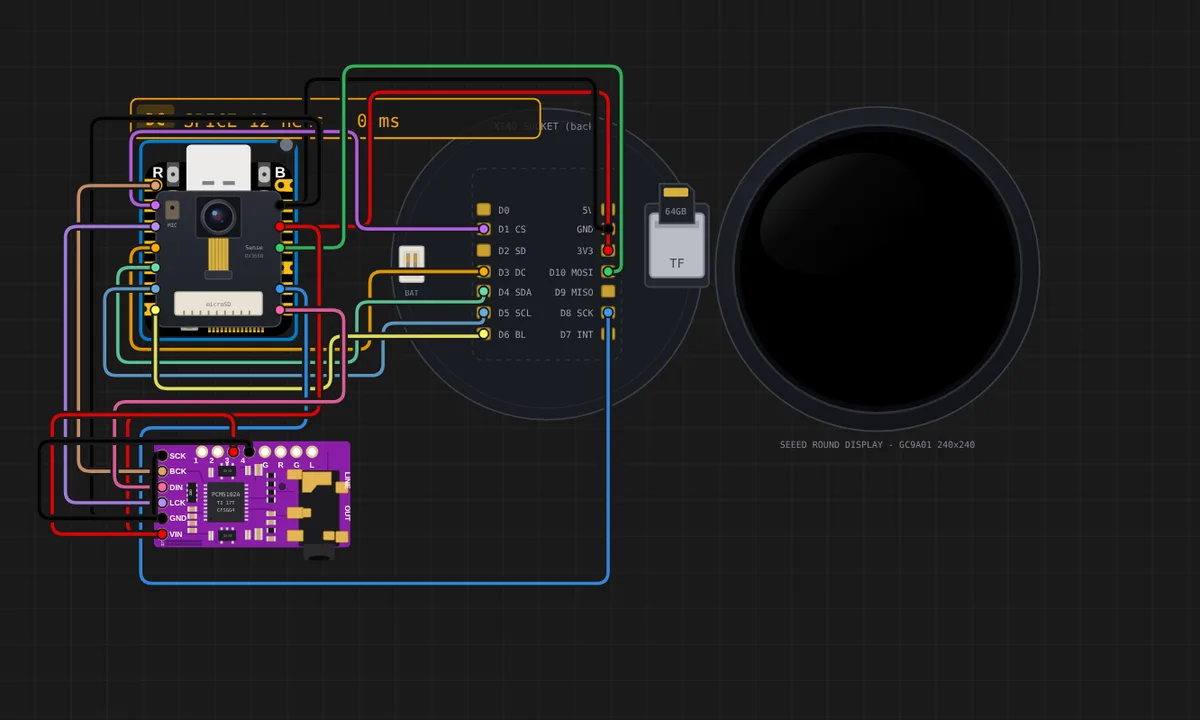 0 ms
KET (back
R
B
MIC
Sense
microSD
D0
D1 CS
D2 SD
D3 DC
D4 SDA
D5 SCL
D6 BL
5V
GND
3V3
D10 MOSI
D9 MISO
D8 SCK
D7 INT
BAT
64GB
TF
SEEED ROUND DISPLAY - GC9A01 240x240
SCK
BCK
DIN
LCK
GND
VIN
1 2 3 4 G R G L
PCM5102A
LINE OUT